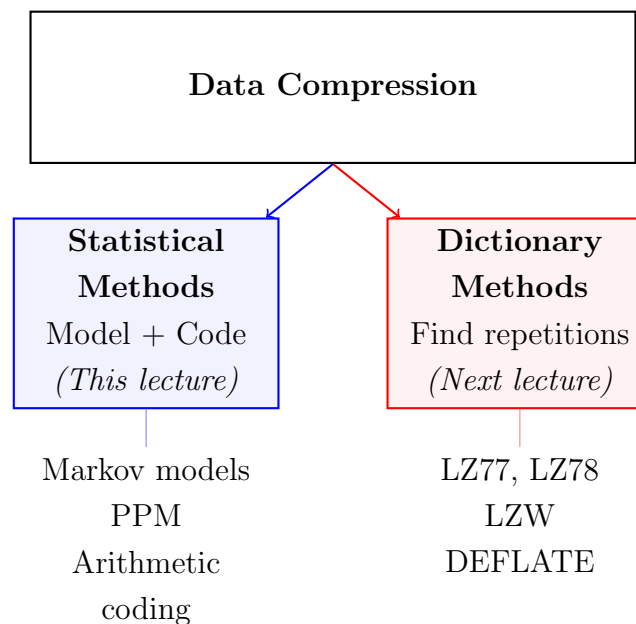 Data Compression
Statistical
Methods
Model + Code
(This lecture)
Dictionary
Methods
Find repetitions
(Next lecture)
Markov models
PPM
Arithmetic
coding
LZ77, LZ78
LZW
DEFLATE